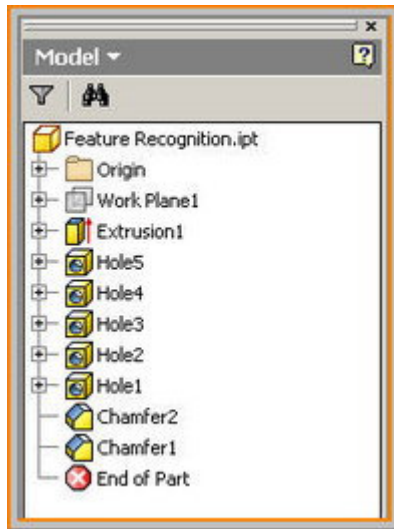 Model
Feature Recognition.ipt
Origin
Work Plane1
Extrusion1
Hole5
Hole4
Hole3
Hole2
Hole1
Chamfer2
Chamfer1
End of Part